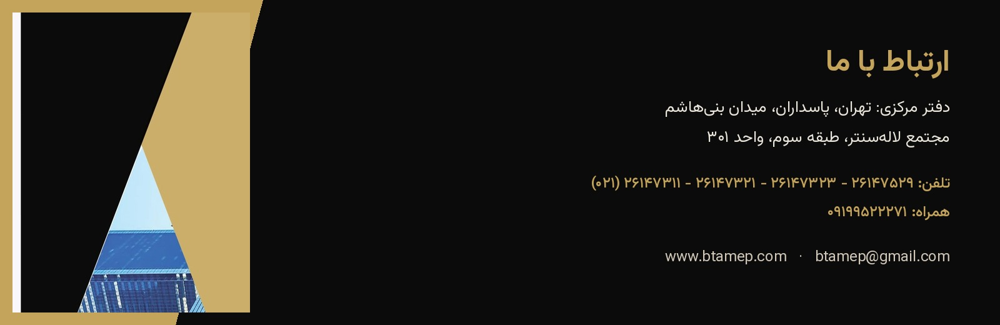 ارتباط با ما
دفتر مرکزی: تهران، پاسداران، میدان بنی‌هاشم
مجتمع لاله‌سنتر، طبقه سوم، واحد ۳۰۱
تلفن: ۲۶۱۴۷۵۲۹ - ۲۶۱۴۷۳۲۳ - ۲۶۱۴۷۳۲۱ - ۲۶۱۴۷۳۱۱ (۰۲۱)
همراه: ۰۹۱۹۹۵۲۲۲۷۱
www.btamep.com · btamep@gmail.com